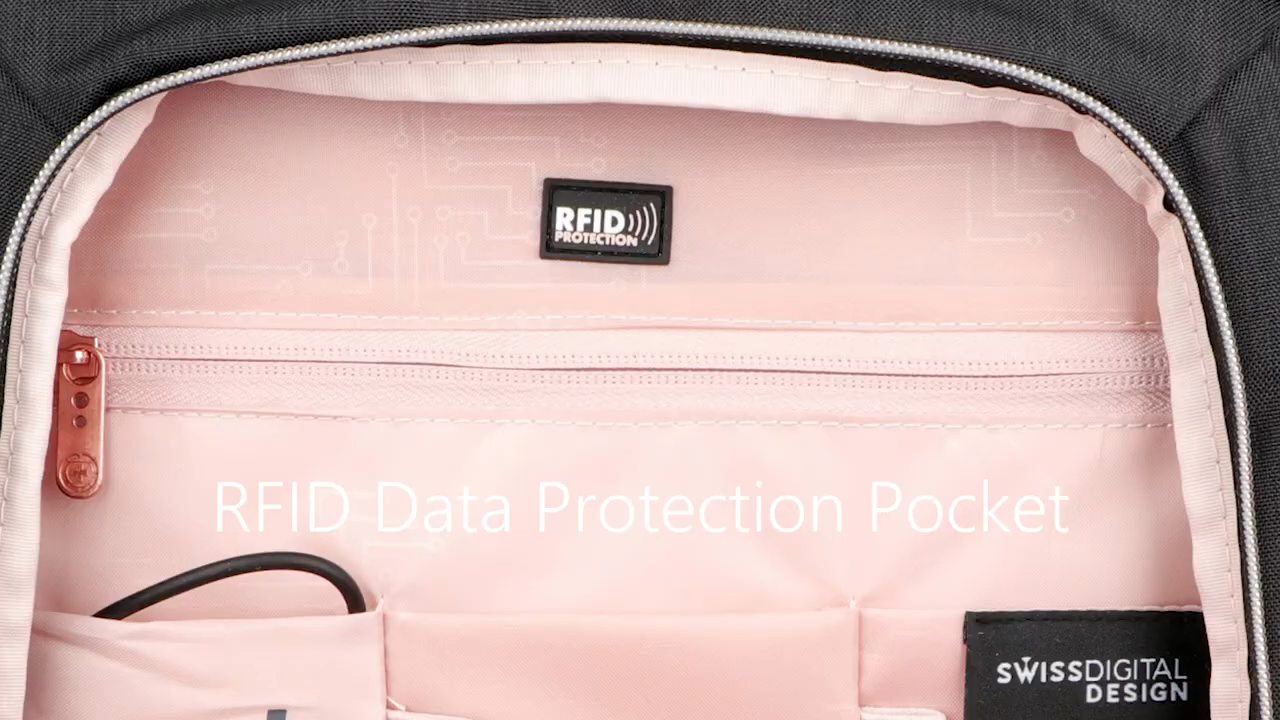 RFID
PROTECTION
RFID Data Protection Pocket
SWISSDIGITAL
DESIGN